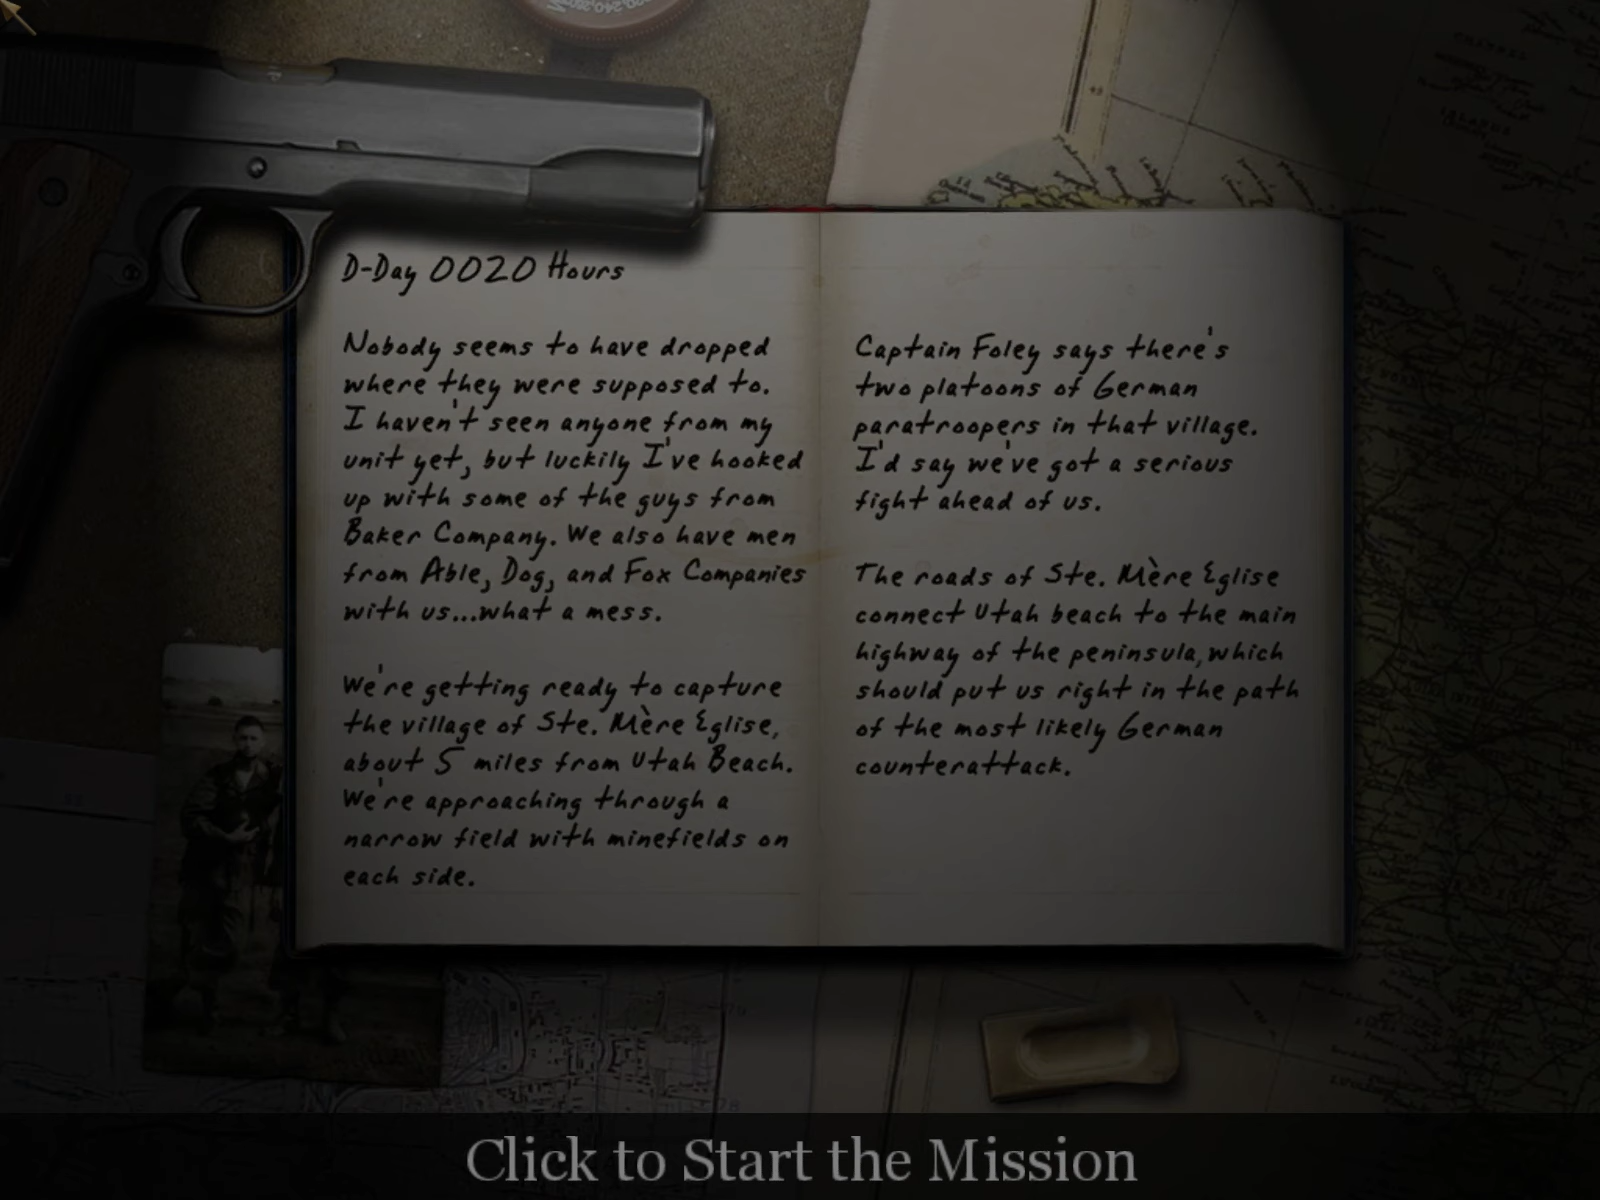 D-Day 0020 Hours
Nobody seems to have dropped
where they were supposed to.
I haven't seen anyone from my
unit yet, but luckily I've hooked
up with some of the guys from
Baker Company. We also have men
from Able, Dog, and Fox Companies
with us...what a mess.
We're getting ready to capture
the village of Ste. Mère Eglise,
about 5 miles from Utah Beach.
We're approaching through a
narrow field with minefields on
each side.
Captain Foley says there's
two platoons of German
paratroopers in that village.
I'd say we've got a serious
fight ahead of us.
The roads of Ste. Mère Eglise
connect Utah beach to the main
highway of the peninsula, which
should put us right in the path
of the most likely German
counterattack.
Click to Start the Mission